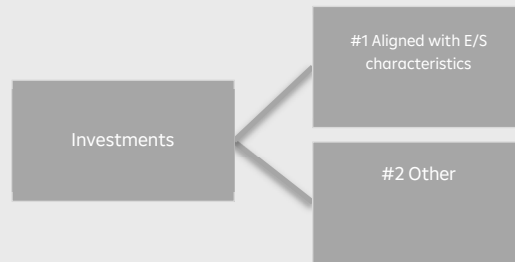 #1 Aligned with E/S
characteristics
Investments
#2 Other